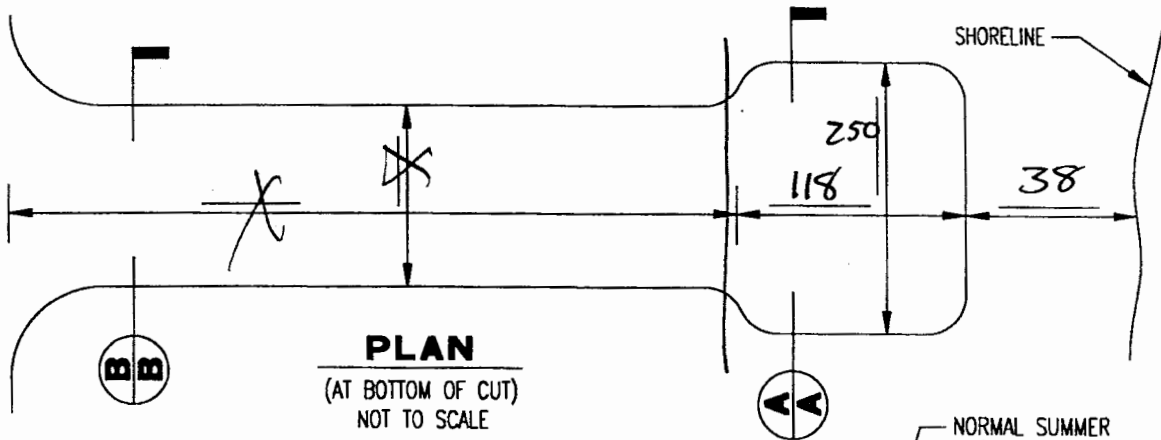 SHORELINE
250
X
X
118
38
B B
PLAN
(AT BOTTOM OF CUT)
NOT TO SCALE
A A
NORMAL SUMMER